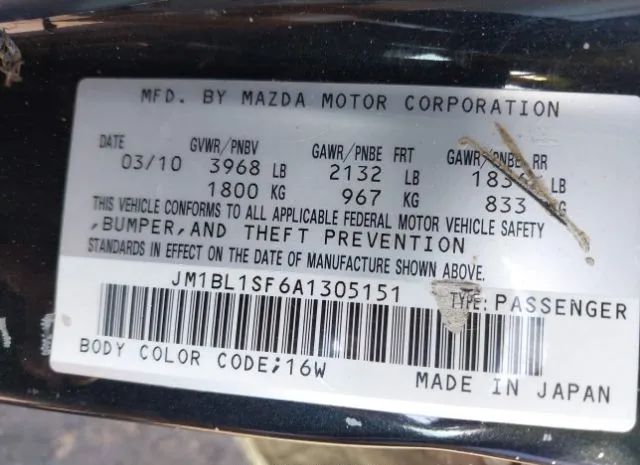 MFD. BY MAZDA MOTOR CORPORATION
DATE GVWR/PNBV GAWR/PNBE FRT GAWR/PNBE RR
03/10 3968 LB 2132 LB LB
1800 KG 967 KG 833
THIS VEHICLE CONFORMS TO ALL APPLICABLE FEDERAL MOTOR VEHICLE SAFETY
,BUMPER,AND THEFT PREVENTION
STANDARDS IN EFFECT ON THE DATE OF MANUFACTURE SHOWN ABOVE.
JM1BL1SF6A1305151 TYPE: PASSENGER
BODY COLOR CODE;16W MADE IN JAPAN